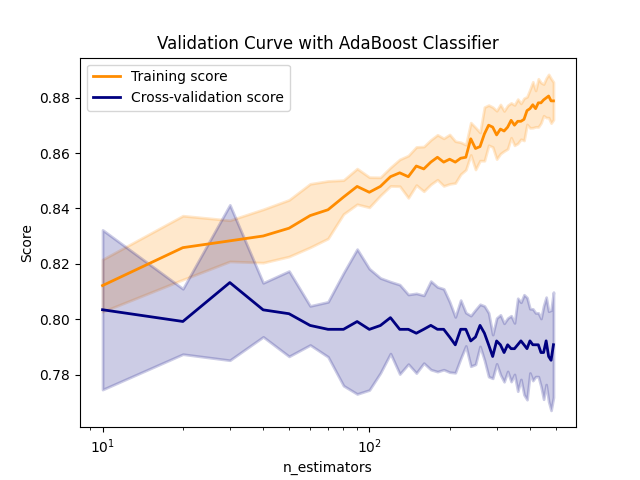 Validation Curve with AdaBoost Classifier
Training score
Cross-validation score
Score
0.88
0.86
0.84
0.82
0.80
0.78
10¹
10²
n_estimators